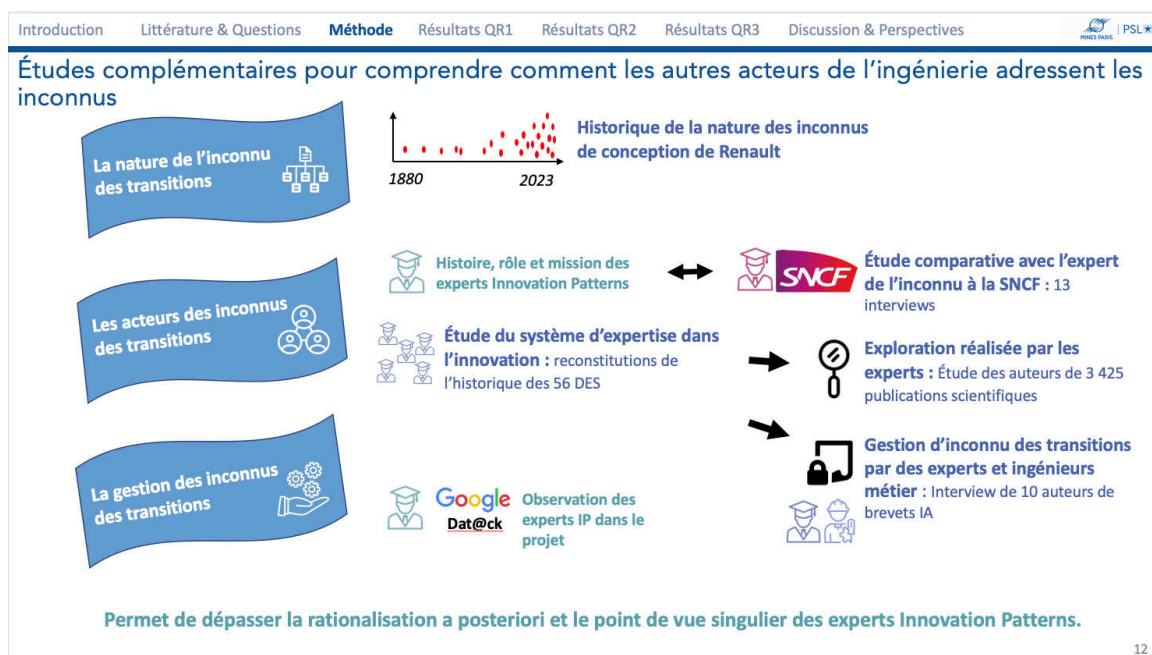 Introduction
Littérature & Questions
Méthode
Résultats QR1
Résultats QR2
Résultats QR3
Discussion & Perspectives
MINES PARIS
PSL★
Études complémentaires pour comprendre comment les autres acteurs de l'ingénierie adressent les
inconnus
La nature de l'inconnu
des transitions
1880
2023
Historique de la nature des inconnus
de conception de Renault
Les acteurs des inconnus
des transitions
Histoire, rôle et mission des
experts Innovation Patterns
SNCF
Étude comparative avec l'expert
de l'inconnu à la SNCF : 13
interviews
Étude du système d'expertise dans
l'innovation : reconstitutions de
l'historique des 56 DES
Exploration réalisée par les
experts : Étude des auteurs de 3 425
publications scientifiques
La gestion des inconnus
des transitions
Google
Dat@ck
Observation des
experts IP dans le
projet
Gestion d'inconnu des transitions
par des experts et ingénieurs
métier : Interview de 10 auteurs de
brevets IA
Permet de dépasser la rationalisation a posteriori et le point de vue singulier des experts Innovation Patterns.
12